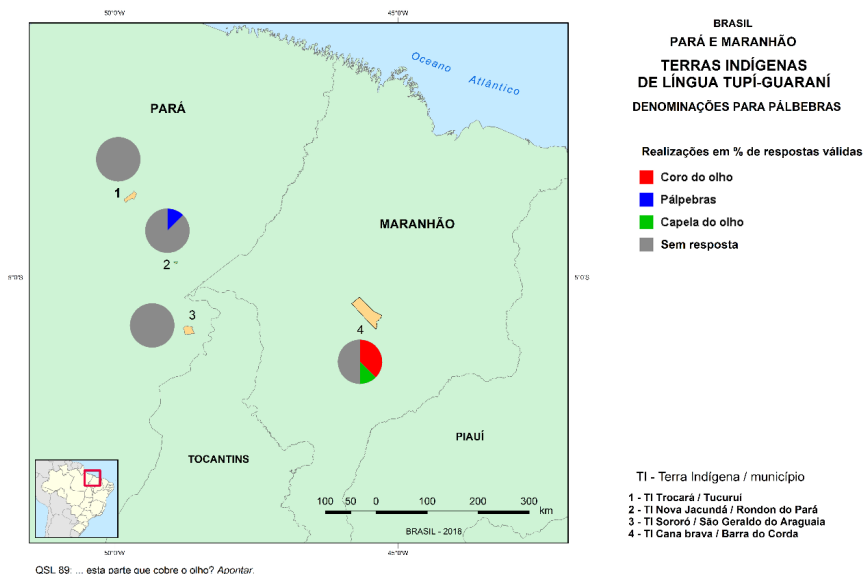 50°0'W
45°0'W
Oceano
Atlântico
PARÁ
1
2
MARANHÃO
5°0'S
3
4
PIAUÍ
TOCANTINS
100 50 0 100 200 300
km
BRASIL - 2018
50°0'W
45°0'W
QSL 89: ... esta parte que cobre o olho? Apontar.
BRASIL
PARÁ E MARANHÃO
TERRAS INDÍGENAS
DE LÍNGUA TUPÍ-GUARANÍ
DENOMINAÇÕES PARA PÁLBEBRAS
Realizações em % de respostas válidas
Coro do olho
Pálpebras
Capela do olho
Sem resposta
TI - Terra Indígena / município
1 - TI Trocará / Tucurui
2 - TI Nova Jacundá / Rondon do Pará
3 - TI Sororó / São Geraldo do Araguaia
4 - TI Cana brava / Barra do Corda